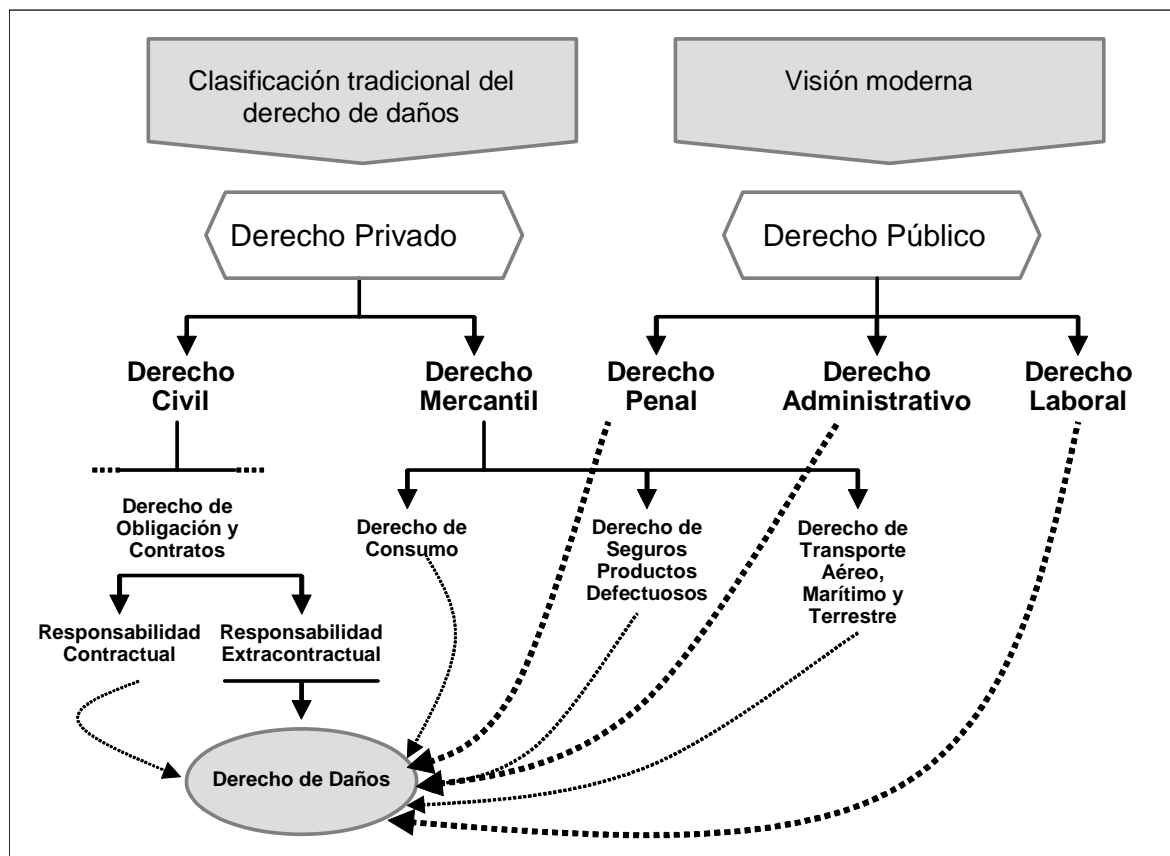 Clasificación tradicional del
derecho de daños
Visión moderna
Derecho Privado
Derecho Público
Derecho
Civil
Derecho
Mercantil
Derecho
Penal
Derecho
Administrativo
Derecho
Laboral
Derecho de
Obligación y
Contratos
Derecho de
Consumo
Derecho de
Seguros
Productos
Defectuosos
Derecho de
Transporte
Aéreo,
Marítimo y
Terrestre
Responsabilidad
Contractual
Responsabilidad
Extracontractual
Derecho de Daños